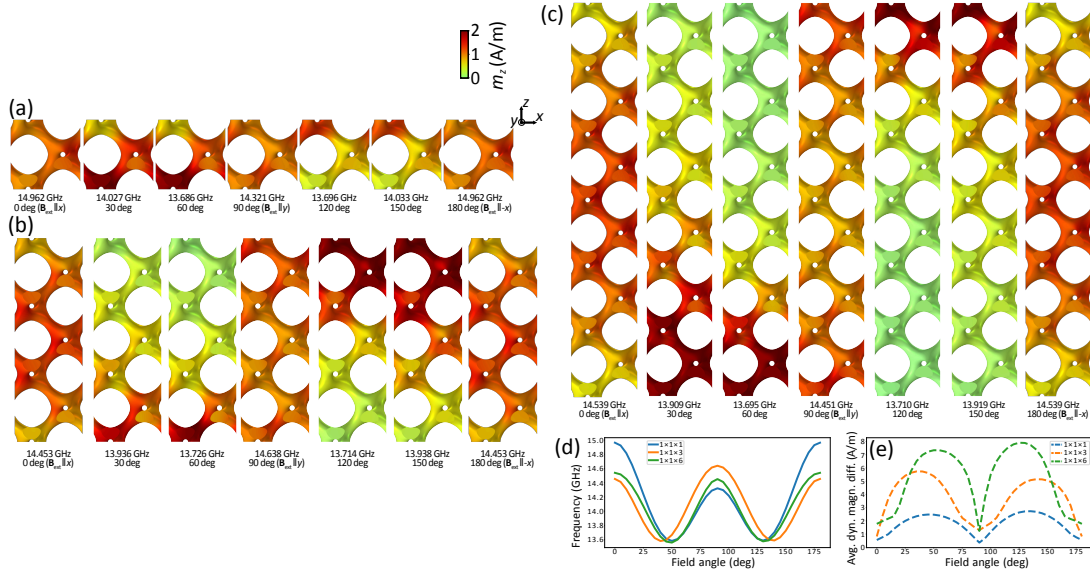 (a)
2
0
m_z (A/m)
z
y x
14.962 GHz 14.027 GHz 13.686 GHz 14.321 GHz 13.696 GHz 14.033 GHz 14.962 GHz
0 deg (B_ext ∥x) 30 deg 60 deg 90 deg (B_ext ∥y) 120 deg 150 deg 180 deg (B_ext ∥-x)
(b)
14.453 GHz 13.936 GHz 13.726 GHz 14.638 GHz 13.714 GHz 13.938 GHz 14.453 GHz
0 deg (B_ext ∥x) 30 deg 60 deg 90 deg (B_ext ∥y) 120 deg 150 deg 180 deg (B_ext ∥-x)
(c)
14.539 GHz 13.909 GHz 13.695 GHz 14.451 GHz 13.710 GHz 13.919 GHz 14.539 GHz
0 deg (B_ext ∥x) 30 deg 60 deg 90 deg (B_ext ∥y) 120 deg 150 deg 180 deg (B_ext ∥-x)
(d)
Frequency (GHz)
15.0
14.8
14.6
14.4
14.2
14.0
13.8
13.6
1×1×1
1×1×3
1×1×6
0 25 50 75 100 125 150 175
Field angle (deg)
(e)
Avg. dyn. magn. diff. (A/m)
8
7
6
5
4
3
2
1
0
1×1×1
1×1×3
1×1×6
0 25 50 75 100 125 150 175
Field angle (deg)